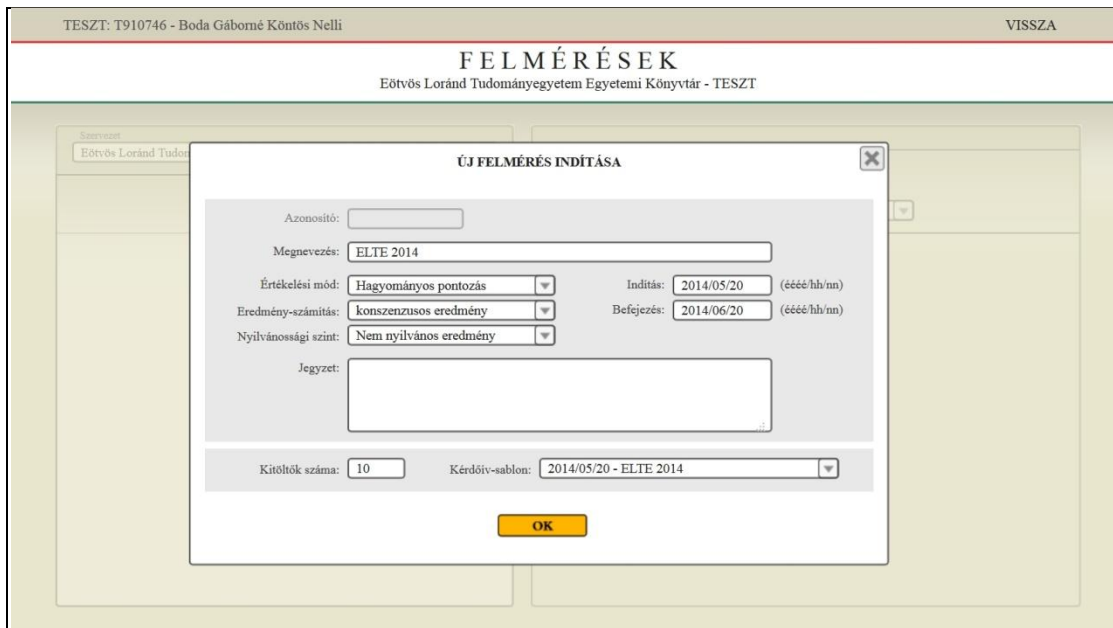 TESZT: T910746 - Boda Gáborné Köntös Nelli VISSZA
FELMÉRÉSEK
Eötvös Loránd Tudományegyetem Egyetemi Könyvtár - TESZT
Szervezet
Eötvös Loránd Tudor
ÚJ FELMÉRÉS INDÍTÁSA
Azonosító:
Megnevezés: ELTE 2014
Értékelési mód: Hagyományos pontozás Indítás: 2014/05/20 (éééé/hh/nn)
Eredmény-számítás: konszenzusos eredmény Befejezés: 2014/06/20 (éééé/hh/nn)
Nyilvánossági szint: Nem nyilvános eredmény
Jegyzet:
Kitöltők száma: 10 Kérdőív-sablon: 2014/05/20 - ELTE 2014
OK